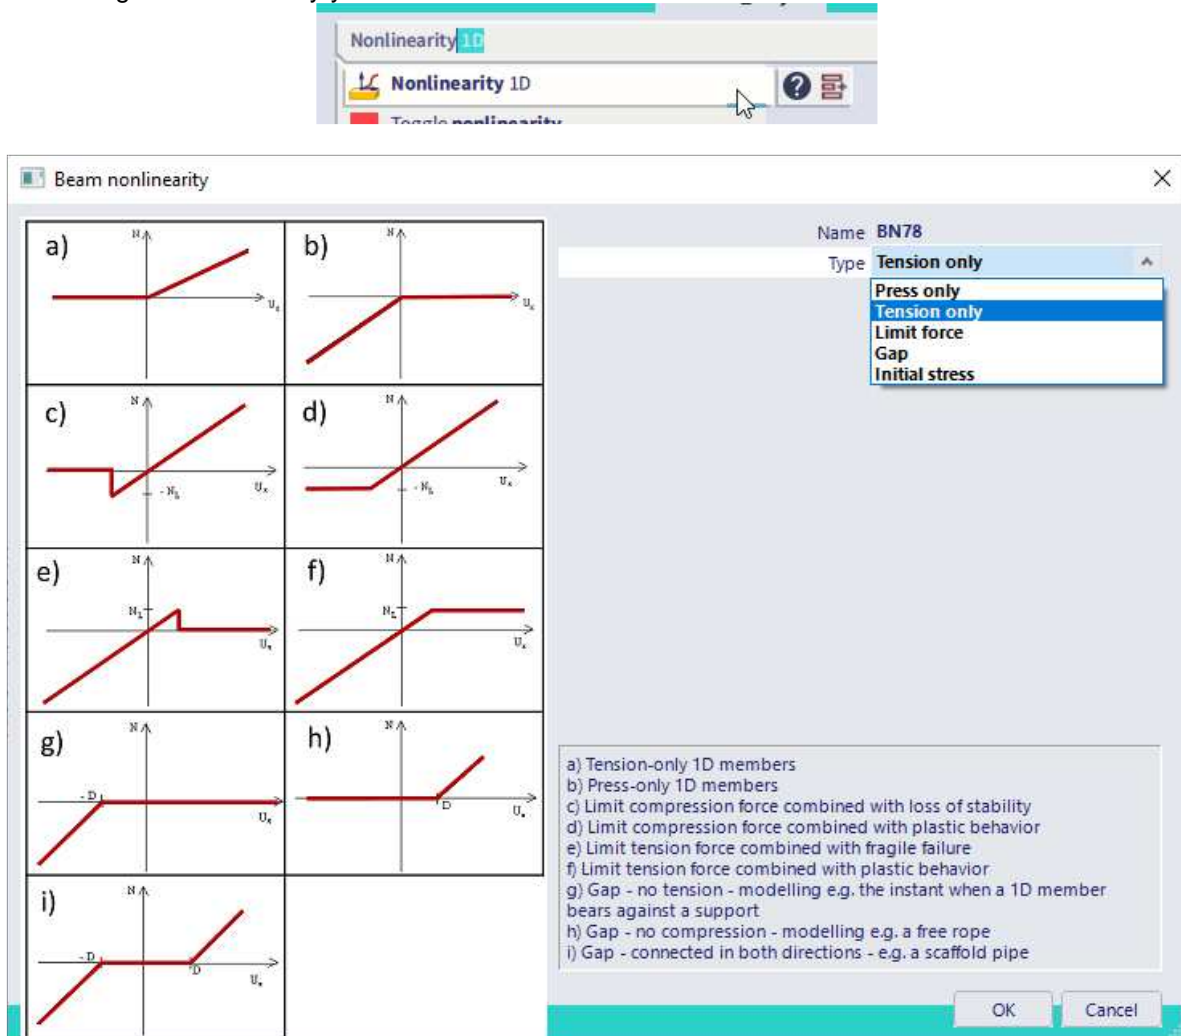 Nonlinearity 1D
Nonlinearity 1D
Toggle nonlinearity
Beam nonlinearity
Name BN78
Type Tension only
Press only
Tension only
Limit force
Gap
Initial stress
a)
N
b)
N
c)
N
- N
U
d)
N
- N
U
e)
N
N
U
f)
N
N
U
g)
N
- D
U
h)
N
D
U
i)
N
- D
D
U
a) Tension-only 1D members
b) Press-only 1D members
c) Limit compression force combined with loss of stability
d) Limit compression force combined with plastic behavior
e) Limit tension force combined with fragile failure
f) Limit tension force combined with plastic behavior
g) Gap - no tension - modelling e.g. the instant when a 1D member
bears against a support
h) Gap - no compression - modelling e.g. a free rope
i) Gap - connected in both directions - e.g. a scaffold pipe
OK Cancel